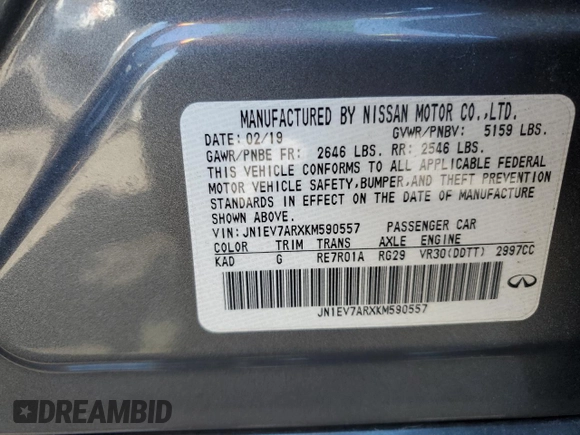 MANUFACTURED BY NISSAN MOTOR CO.,LTD.
DATE: 02/19 GVWR/PNBV: 5159 LBS.
GAWR/PNBE FR: 2646 LBS. RR: 2546 LBS.
THIS VEHICLE CONFORMS TO ALL APPLICABLE FEDERAL
MOTOR VEHICLE SAFETY, BUMPER, AND THEFT PREVENTION
STANDARDS IN EFFECT ON THE DATE OF MANUFACTURE
SHOWN ABOVE.
VIN: JN1EV7ARXKM590557 PASSENGER CAR
COLOR TRIM TRANS AXLE ENGINE
KAD G RE7R01A RG29 VR30(DDTT) 2997CC
JN1EV7ARXKM590557
INFINITI
DREAMBID